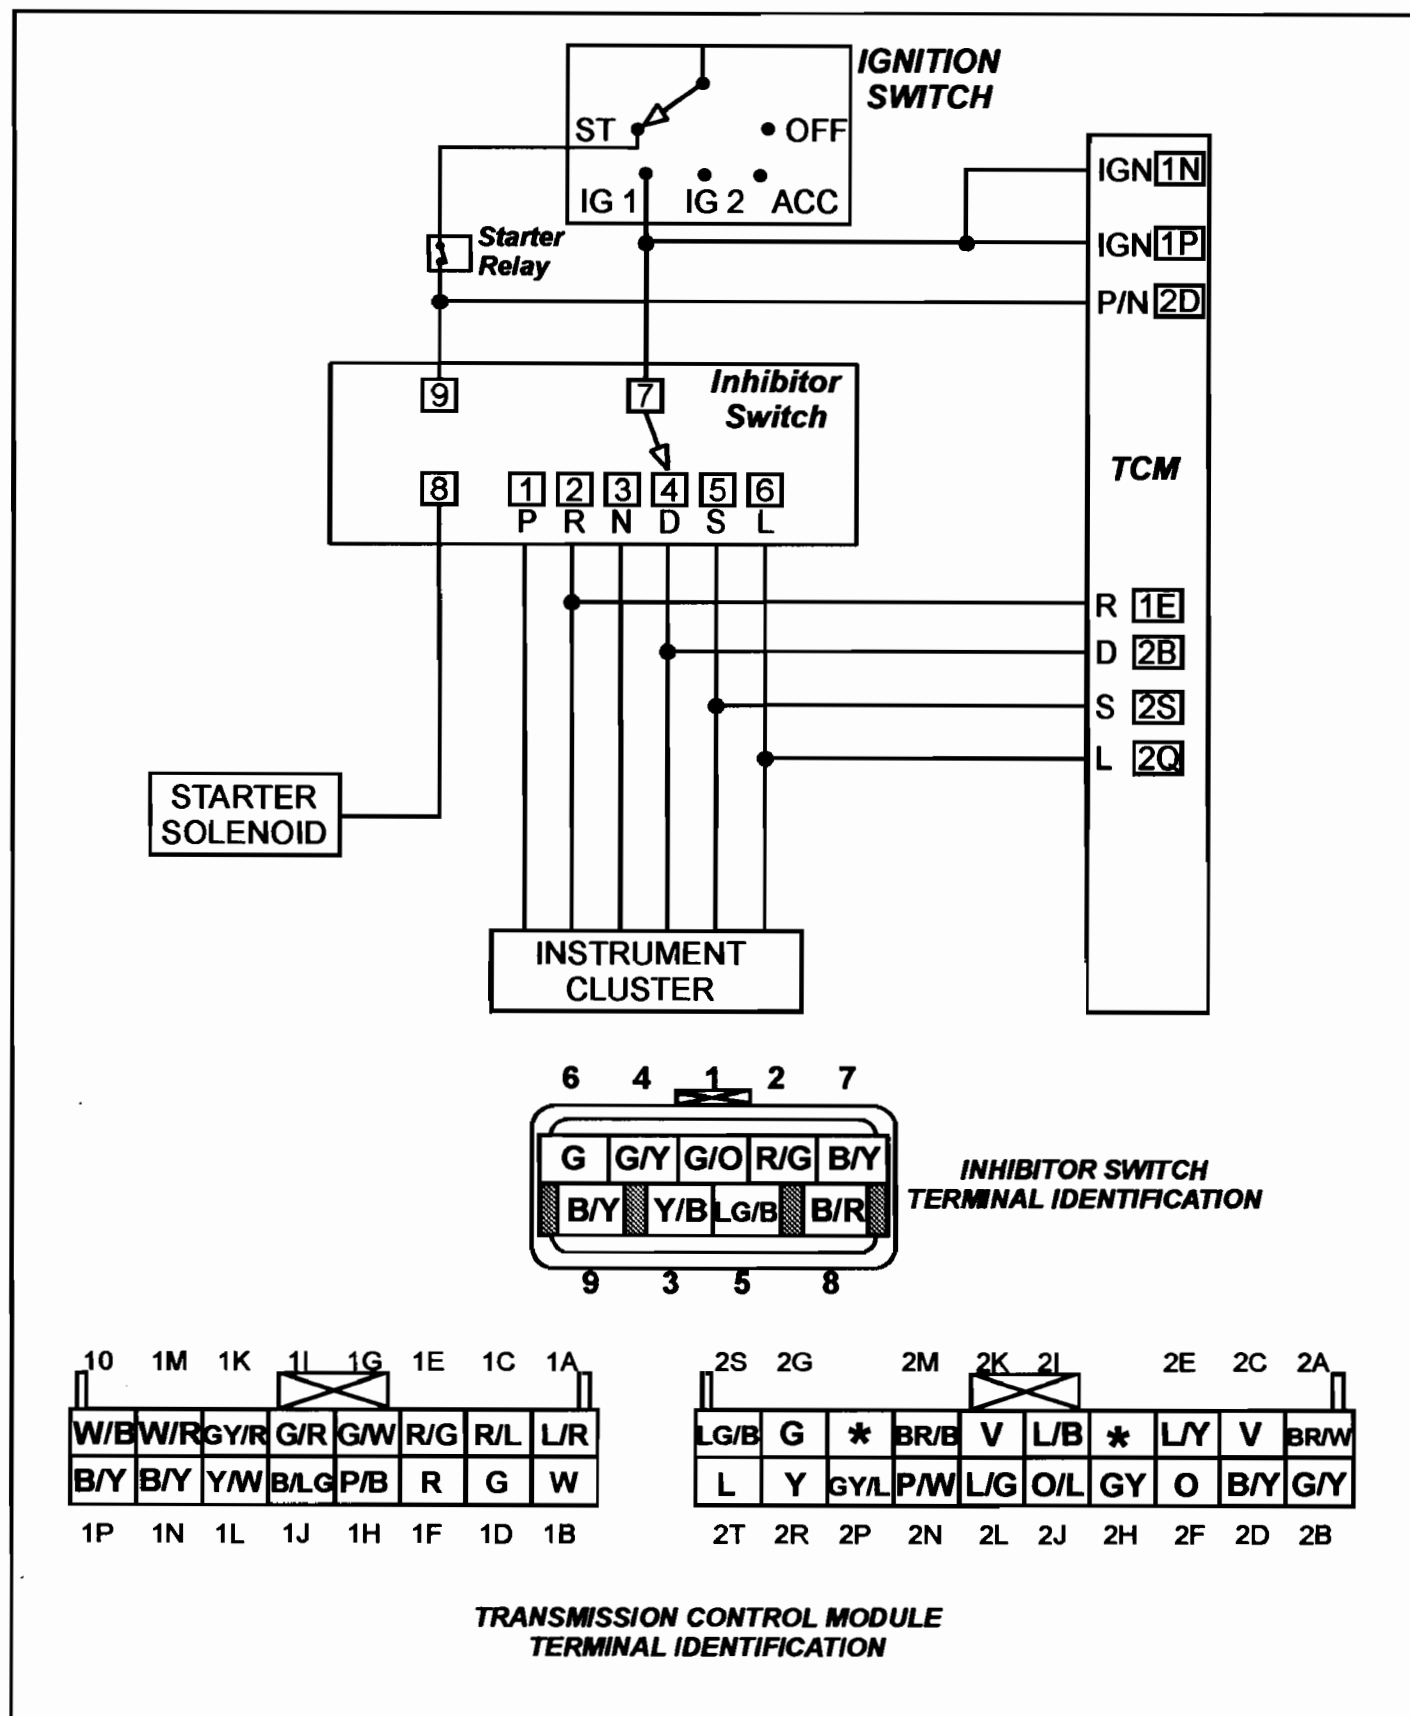 IGNITION
SWITCH
ST
OFF
IG 1
IG 2
ACC
IGN 1N
Starter
Relay
IGN 1P
P/N 2D
Inhibitor
Switch
9
7
TCM
8
1 2 3 4 5 6
P R N D S L
R 1E
D 2B
S 2S
L 2Q
STARTER
SOLENOID
INSTRUMENT
CLUSTER
6 4 1 2 7
G G/Y G/O R/G B/Y
B/Y Y/B LG/B B/R
9 3 5 8
INHIBITOR SWITCH
TERMINAL IDENTIFICATION
10 1M 1K 1I 1G 1E 1C 1A
W/B W/R GY/R G/R G/W R/G R/L L/R
B/Y B/Y Y/W B/LG P/B R G W
1P 1N 1L 1J 1H 1F 1D 1B
2S 2G 2M 2K 2I 2E 2C 2A
LG/B G * BR/B V L/B * L/Y V BR/W
L Y GY/L P/W L/G O/L GY O B/Y G/Y
2T 2R 2P 2N 2L 2J 2H 2F 2D 2B
TRANSMISSION CONTROL MODULE
TERMINAL IDENTIFICATION